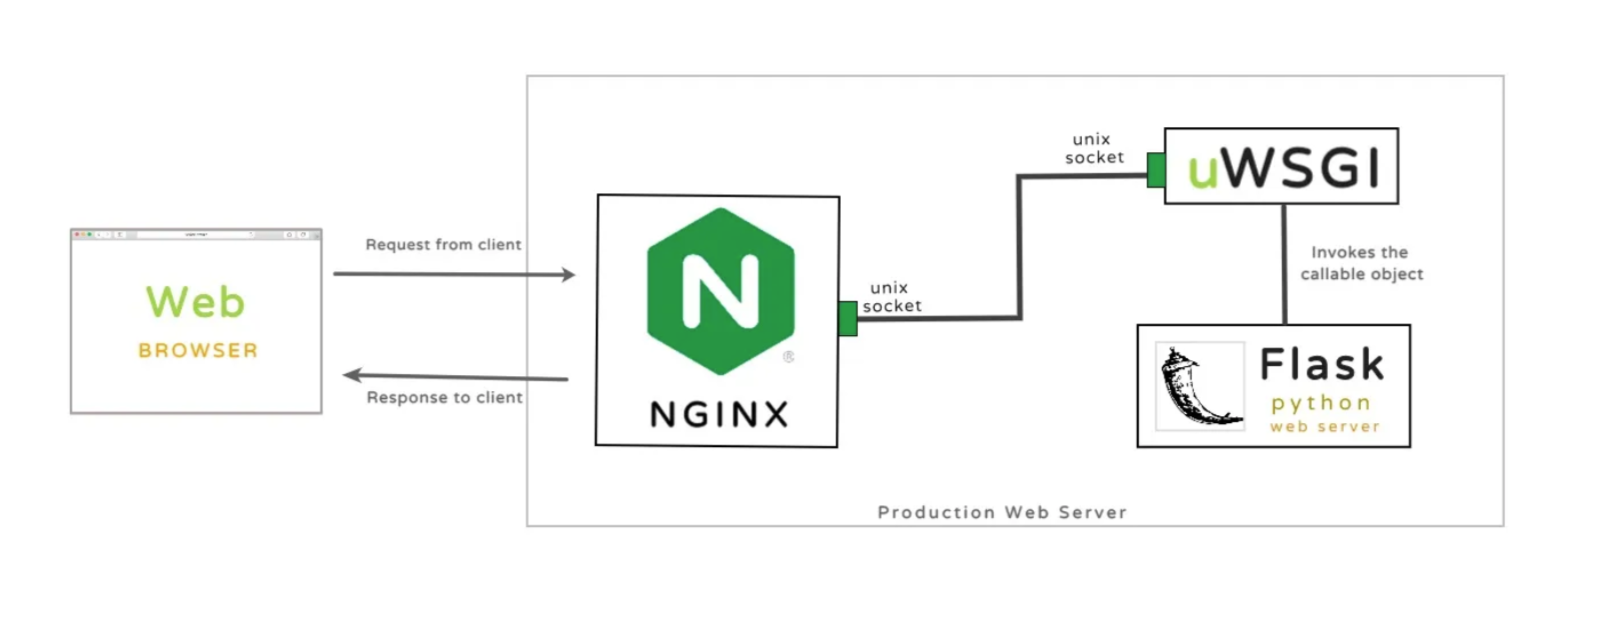 unix
socket
uWSGI
Request from client
Invokes the
callable object
Web
BROWSER
N
®
unix
socket
Flask
python
web server
Response to client
NGINX
Production Web Server